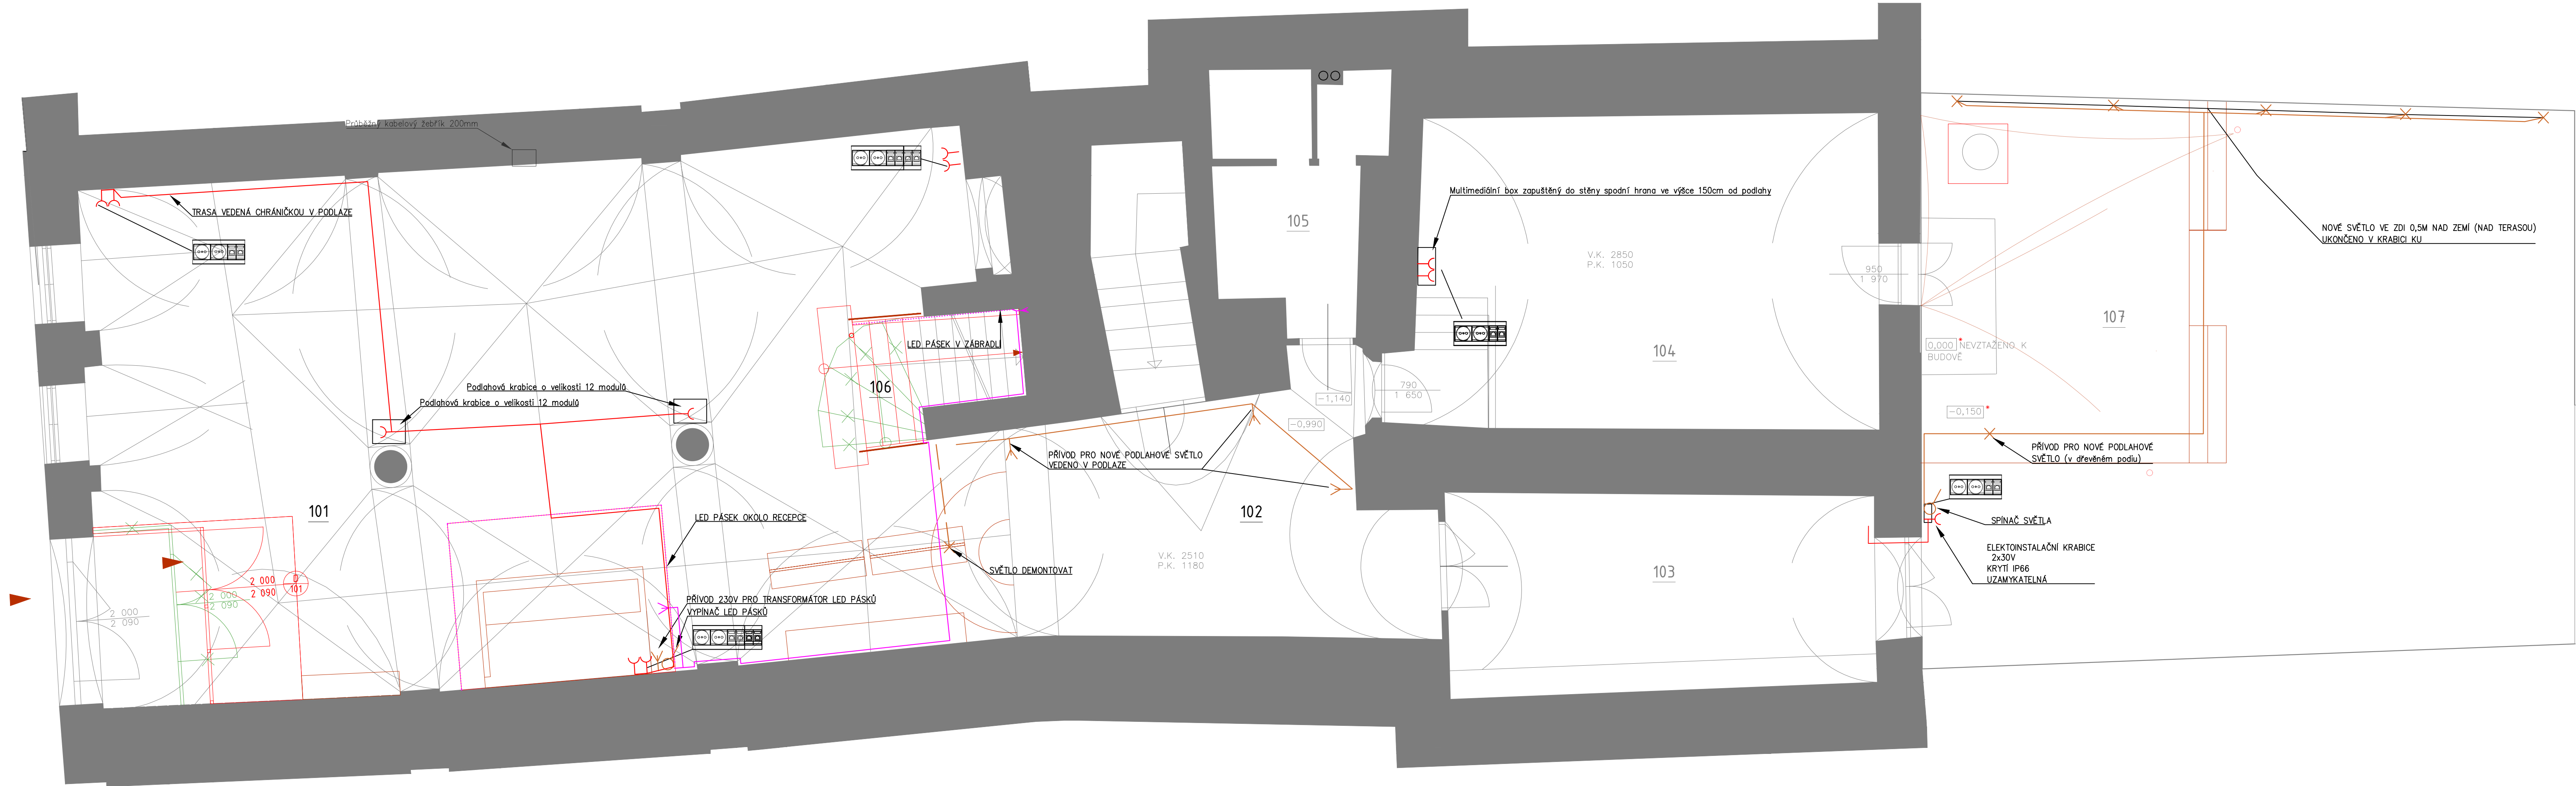 Průběžný kabelový žebřík 200mm
TRASA VEDENÁ CHRÁNIČKOU V PODLAZE
Podlahová krabice o velikosti 12 modulů
Podlahová krabice o velikosti 12 modulů
101
2 000
2 090
2 000
2 090
2 000
2 090
D
101
LED PÁSEK V ZÁBRADLÍ
106
LED PÁSEK OKOLO RECEPCE
SVĚTLO DEMONTOVAT
PŘÍVOD 230V PRO TRANSFORMÁTOR LED PÁSKŮ
VYPÍNAČ LED PÁSKŮ
PŘÍVOD PRO NOVÉ PODLAHOVÉ SVĚTLO
VEDENO V PODLAZE
102
V.K. 2510
P.K. 1180
105
-1,140
-0,990
790
1 650
Multimediální box zapuštěný do stěny spodní hrana ve výšce 150cm od podlahy
V.K. 2850
P.K. 1050
104
950
1 970
103
107
0,000 * NEVZTAŽENO K
BUDOVĚ
-0,150 *
NOVÉ SVĚTLO VE ZDI 0,5M NAD ZEMÍ (NAD TERASOU)
UKONČENO V KRABICI KU
PŘÍVOD PRO NOVÉ PODLAHOVÉ
SVĚTLO (v dřevěném podiu)
SPÍNAČ SVĚTLA
ELEKTOINSTALAČNÍ KRABICE
2x30V
KRYTÍ IP66
UZAMYKATELNÁ